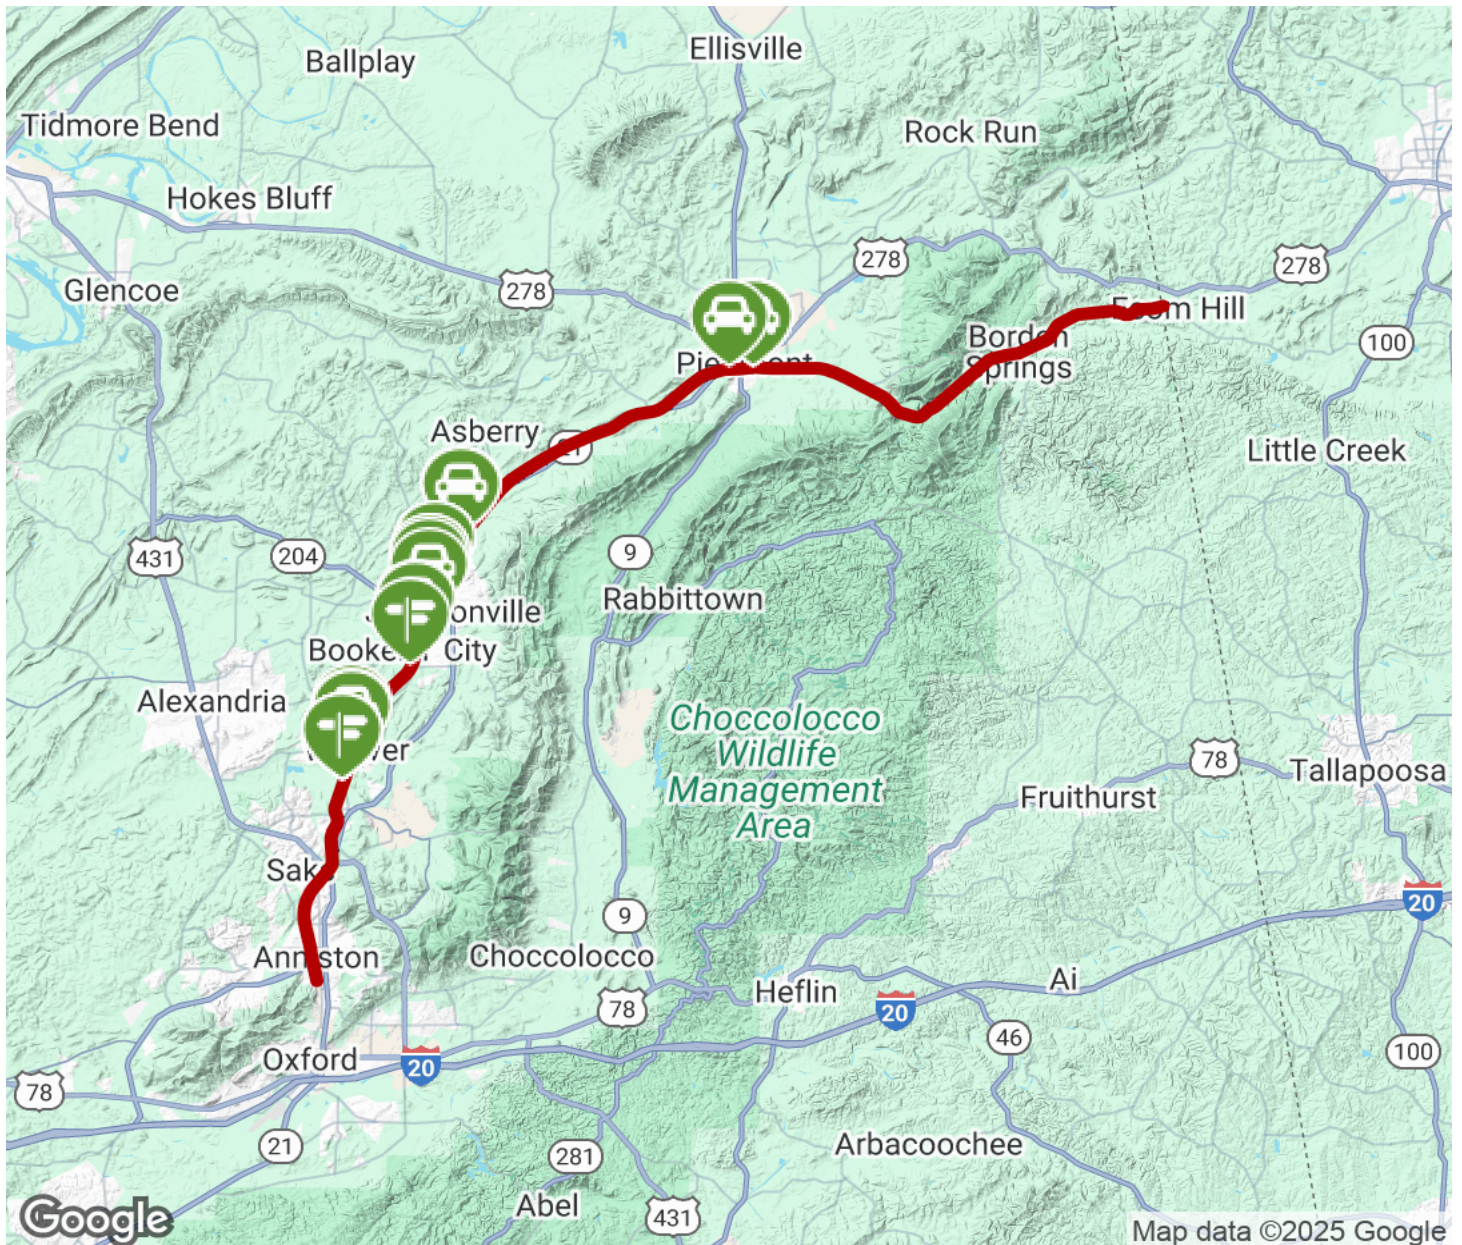 Ellisville
Ballplay
Tidmore Bend
Rock Run
Hokes Bluff
278
278
278
Glencoe
Hill
Borden
Springs
100
Asberry
Little Creek
431
204
9
Rabbittown
City
Alexandria
Choccolocco
Wildlife
Management
Area
78
Tallapoosa
Fruithurst
20
9
Choccolocco
Ai
Heflin
78
20
46
Oxford
20
100
78
21
Arbacoochee
281
Abel
431
Google
Map data ©2025 Google